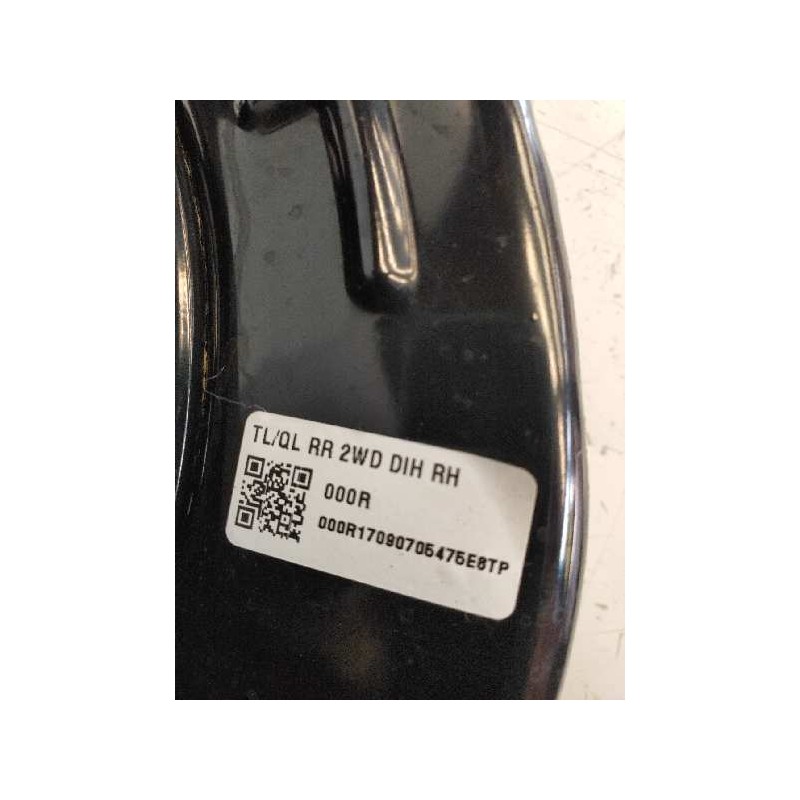 TL/QL RR 2WD DIH RH
000R
000R17090705475E8TP